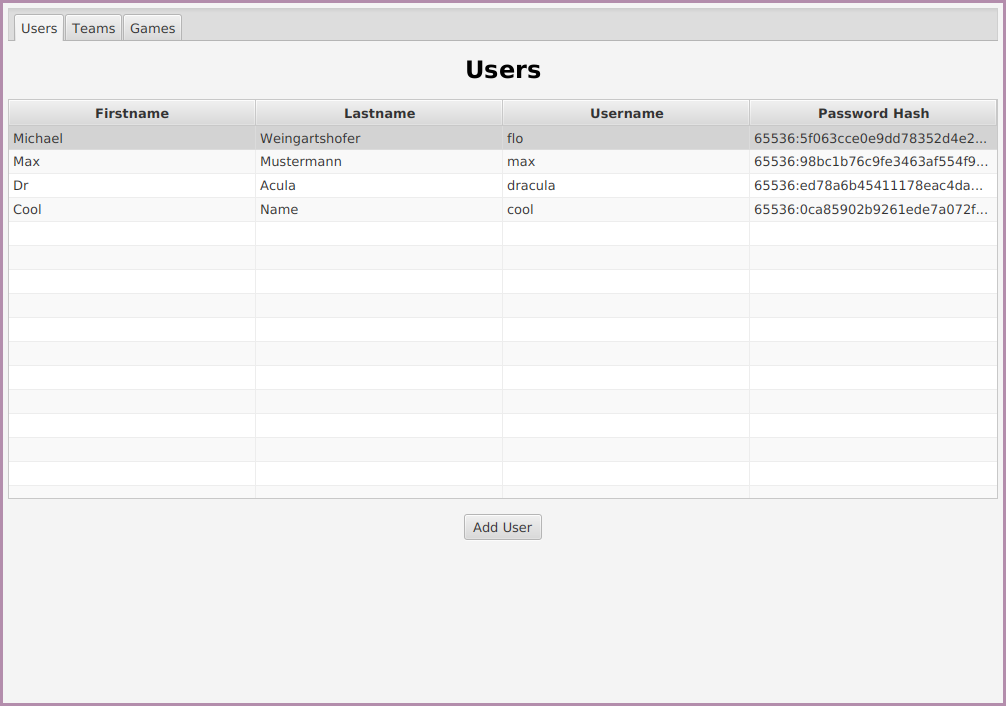 Users Teams Games
Users
Firstname Lastname Username Password Hash
Michael Weingartshofer flo 65536:5f063cce0e9dd78352d4e2...
Max Mustermann max 65536:98bc1b76c9fe3463af554f9...
Dr Acula dracula 65536:ed78a6b45411178eac4da...
Cool Name cool 65536:0ca85902b9261ede7a072f...
Add User